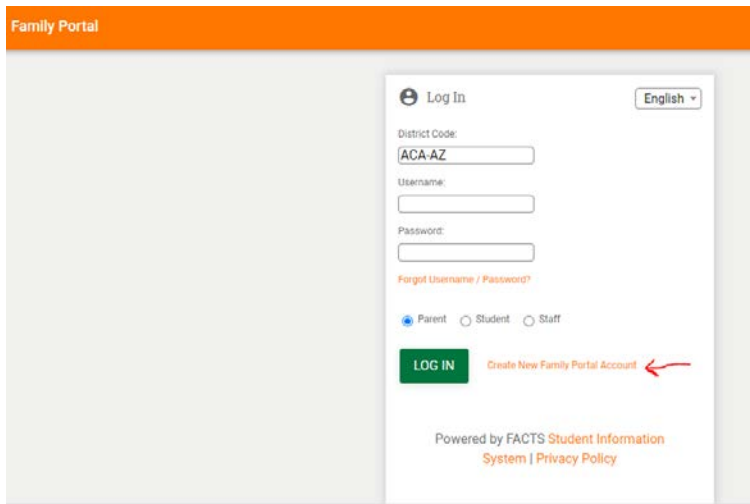 Family Portal
Log In
English
District Code:
ACA-AZ
Username:
Password:
Forgot Username / Password?
Parent Student Staff
LOG IN Create New Family Portal Account
Powered by FACTS Student Information
System | Privacy Policy